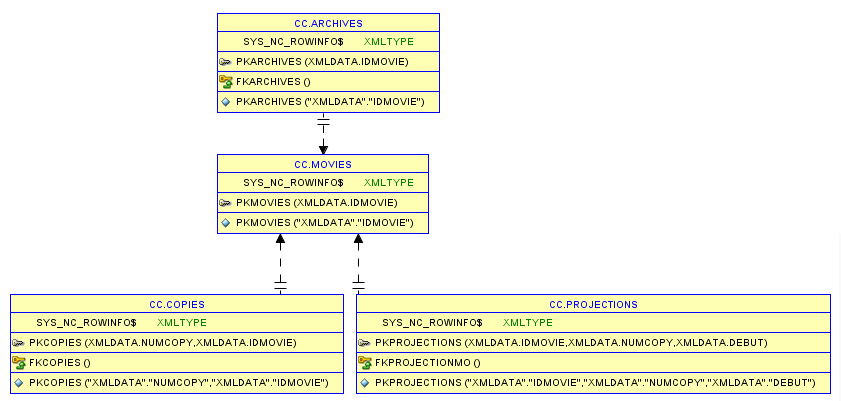 CC.ARCHIVES
SYS_NC_ROWINFO$ XMLTYPE
PKARCHIVES (XMLDATA.IDMOVIE)
FKARCHIVES ()
PKARCHIVES ("XMLDATA"."IDMOVIE")
CC.MOVIES
SYS_NC_ROWINFO$ XMLTYPE
PKMOVIES (XMLDATA.IDMOVIE)
PKMOVIES ("XMLDATA"."IDMOVIE")
CC.COPIES
SYS_NC_ROWINFO$ XMLTYPE
PKCOPIES (XMLDATA.NUMCOPY,XMLDATA.IDMOVIE)
FKCOPIES ()
PKCOPIES ("XMLDATA"."NUMCOPY","XMLDATA"."IDMOVIE")
CC.PROJECTIONS
SYS_NC_ROWINFO$ XMLTYPE
PKPROJECTIONS (XMLDATA.IDMOVIE,XMLDATA.NUMCOPY,XMLDATA.DEBUT)
FKPROJECTIONMO ()
PKPROJECTIONS ("XMLDATA"."IDMOVIE","XMLDATA"."NUMCOPY","XMLDATA"."DEBUT")